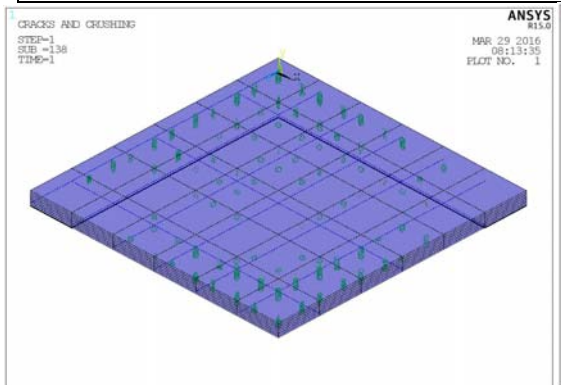 1
CRACKS AND CRUSHING
STEP=1
SUB =138
TIME=1
ANSYS
R15.0
MAR 29 2016
08:13:35
PLOT NO. 1
Y
X